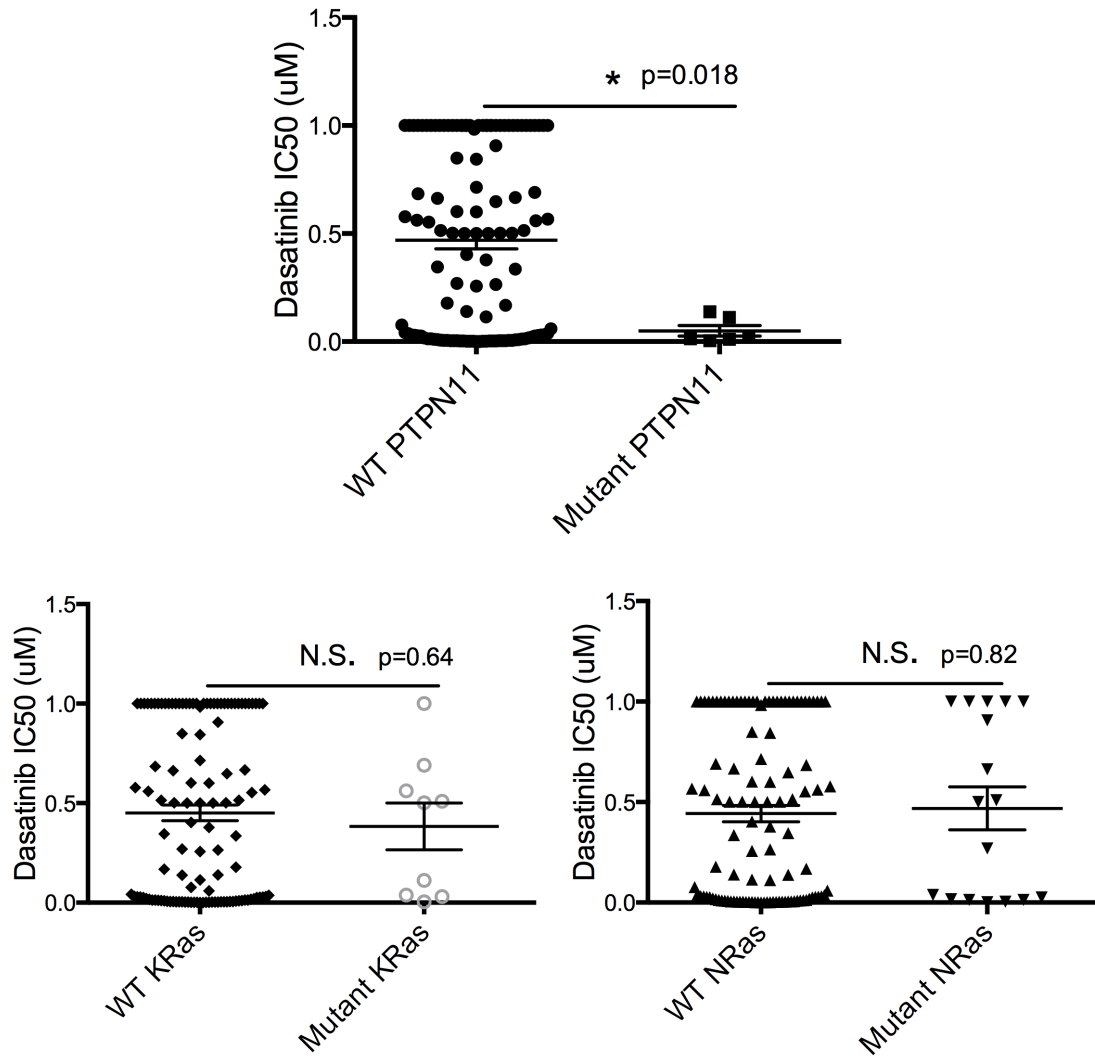 Dasatinib IC50 (uM)
1.5
1.0
0.5
0.0
* p=0.018
WT PTPN11
Mutant PTPN11
Dasatinib IC50 (uM)
1.5
1.0
0.5
0.0
N.S. p=0.64
WT KRas
Mutant KRas
Dasatinib IC50 (uM)
1.5
1.0
0.5
0.0
N.S. p=0.82
WT NRas
Mutant NRas